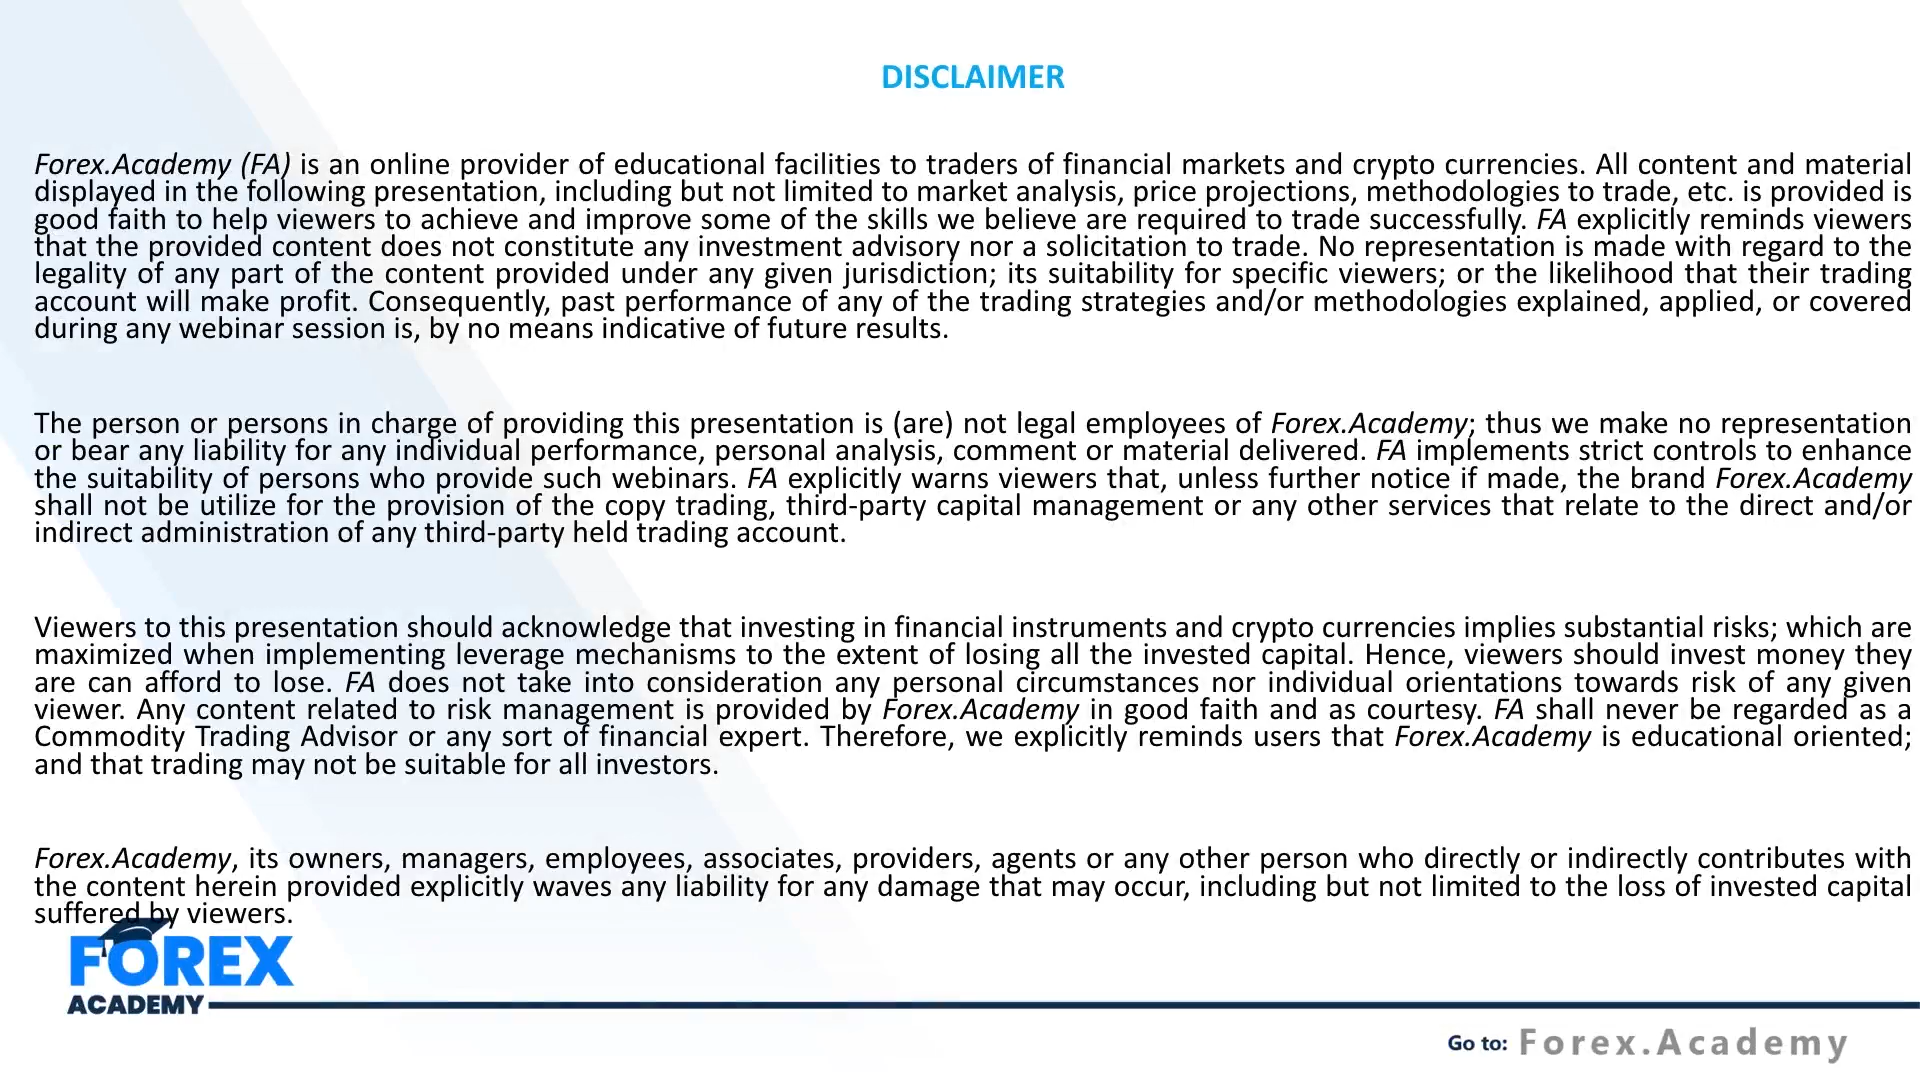 DISCLAIMER
Forex.Academy (FA) is an online provider of educational facilities to traders of financial markets and crypto currencies. All content and material
displayed in the following presentation, including but not limited to market analysis, price projections, methodologies to trade, etc. is provided is
good faith to help viewers to achieve and improve some of the skills we believe are required to trade successfully. FA explicitly reminds viewers
that the provided content does not constitute any investment advisory nor a solicitation to trade. No representation is made with regard to the
legality of any part of the content provided under any given jurisdiction; its suitability for specific viewers; or the likelihood that their trading
account will make profit. Consequently, past performance of any of the trading strategies and/or methodologies explained, applied, or covered
during any webinar session is, by no means indicative of future results.
The person or persons in charge of providing this presentation is (are) not legal employees of Forex.Academy; thus we make no representation
or bear any liability for any individual performance, personal analysis, comment or material delivered. FA implements strict controls to enhance
the suitability of persons who provide such webinars. FA explicitly warns viewers that, unless further notice if made, the brand Forex.Academy
shall not be utilize for the provision of the copy trading, third-party capital management or any other services that relate to the direct and/or
indirect administration of any third-party held trading account.
Viewers to this presentation should acknowledge that investing in financial instruments and crypto currencies implies substantial risks; which are
maximized when implementing leverage mechanisms to the extent of losing all the invested capital. Hence, viewers should invest money they
are can afford to lose. FA does not take into consideration any personal circumstances nor individual orientations towards risk of any given
viewer. Any content related to risk management is provided by Forex.Academy in good faith and as courtesy. FA shall never be regarded as a
Commodity Trading Advisor or any sort of financial expert. Therefore, we explicitly reminds users that Forex.Academy is educational oriented;
and that trading may not be suitable for all investors.
Forex.Academy, its owners, managers, employees, associates, providers, agents or any other person who directly or indirectly contributes with
the content herein provided explicitly waves any liability for any damage that may occur, including but not limited to the loss of invested capital
suffered by viewers.
FOREX
ACADEMY
Go to: Forex.Academy